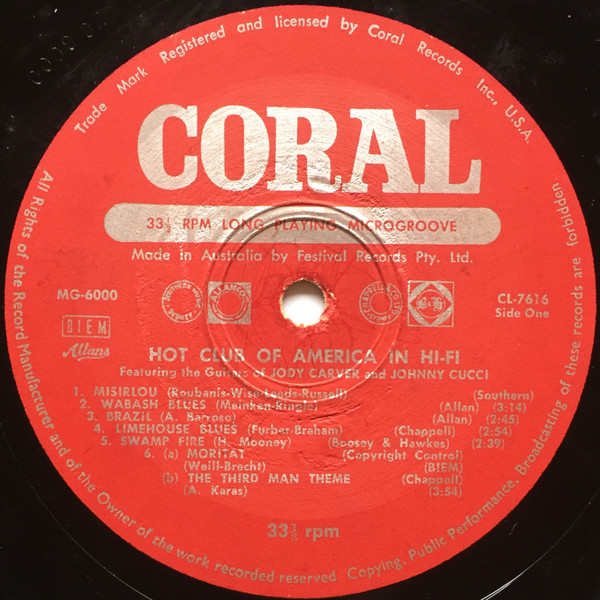 Trade Mark Registered and licensed by Coral Records Inc., U.S.A.
CORAL
33⅓ RPM LONG PLAYING MICROGROOVE
Made in Australia by Festival Records Pty. Ltd.
MG-6000
CL-7616
Side One
BIEM
Allans
HOT CLUB OF AMERICA IN HI-FI
Featuring the Guitars of JODY CARVER and JOHNNY CUCCI
1. MISIRLOU (Roubanis-Wise-Leeds-Russell) (Southern)
2. WABASH BLUES (Meinken-Ringle) (Allan) (3:14)
3. BRAZIL (A. Barroso) (Allan) (2:45)
4. LIMEHOUSE BLUES (Furber-Braham) (Chappell) (2:54)
5. SWAMP FIRE (H. Mooney) (Boosey & Hawkes) (2:39)
6. (a) MORITAT (Copyright Control)
(Weill-Brecht) (BIEM)
(b) THE THIRD MAN THEME (Chappell)
(A. Karas) (3:54)
33⅓ rpm
All Rights of the Record Manufacturer and of the Owner of the work recorded reserved. Copying, Public Performance, Broadcasting of these records are forbidden.